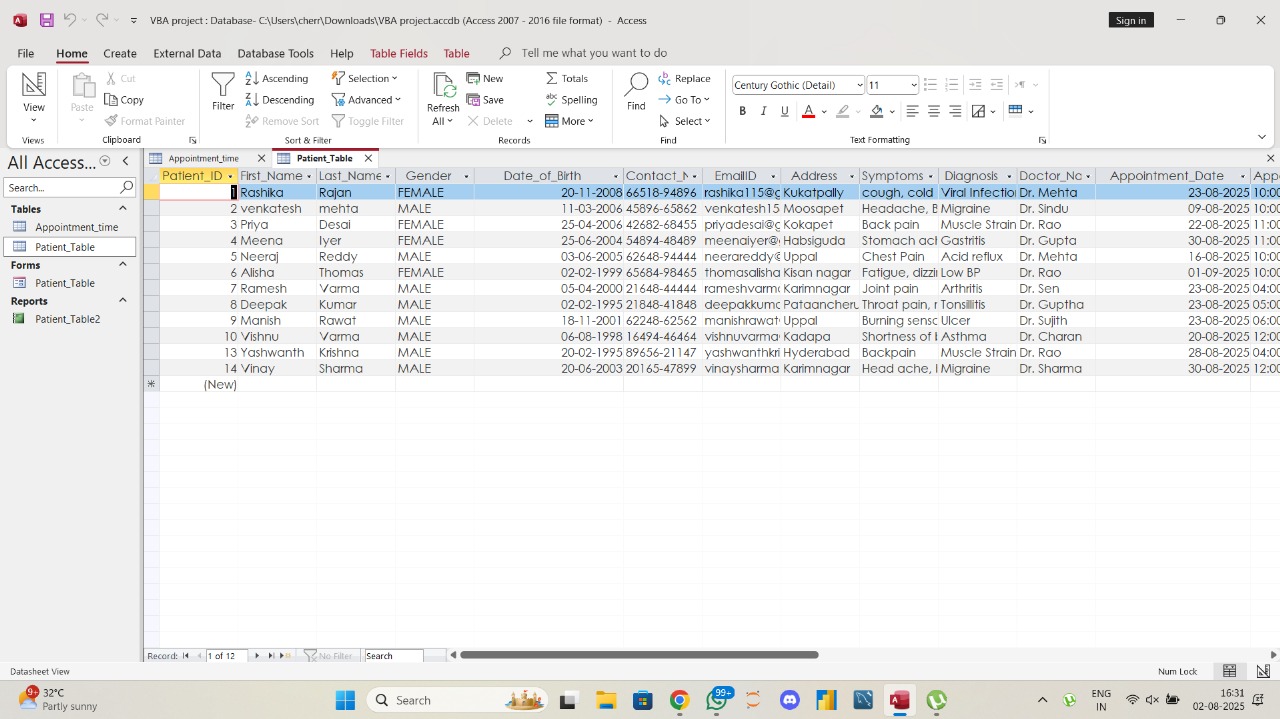 VBA project : Database- C:\Users\cherr\Downloads\VBA project.accdb (Access 2007 - 2016 file format) - Access
Sign in
File Home Create External Data Database Tools Help Table Fields Table Tell me what you want to do
View
Views
Paste
Cut
Copy
Format Painter
Clipboard
Filter
Ascending
Descending
Remove Sort
Selection
Advanced
Toggle Filter
Sort & Filter
Refresh
All
New
Save
Delete
Totals
Spelling
More
Records
Find
Replace
Go To
Select
Find
Century Gothic (Detail) 11
B I U A
Text Formatting
All Access...
Search...
Tables
Appointment_time
Patient_Table
Forms
Patient_Table
Reports
Patient_Table2
Appointment_time Patient_Table
Patient_ID First_Name Last_Name Gender Date_of_Birth Contact_N EmailID Address Symptoms Diagnosis Doctor_Na Appointment_Date Appo
1 Rashika Rajan FEMALE 20-11-2008 66518-94896 rashika115@g Kukatpally cough, cold Viral Infection Dr. Mehta 23-08-2025 10:00
2 venkatesh mehta MALE 11-03-2006 45896-65862 venkatesh15 Moosapet Headache, B Migraine Dr. Sindu 09-08-2025 10:00
3 Priya Desai FEMALE 25-04-2006 42682-68455 priyadesai@g Kokapet Back pain Muscle Strain Dr. Rao 22-08-2025 11:00
4 Meena Iyer FEMALE 25-06-2004 54894-48489 meenaiyer@ Habsiguda Stomach ach Gastritis Dr. Gupta 30-08-2025 11:00
5 Neeraj Reddy MALE 03-06-2005 62648-94444 neerareddy@ Uppal Chest Pain Acid reflux Dr. Mehta 16-08-2025 10:00
6 Alisha Thomas FEMALE 02-02-1999 65684-98465 thomasalisha Kisan nagar Fatigue, dizzi Low BP Dr. Rao 01-09-2025 10:00
7 Ramesh Varma MALE 05-04-2000 21648-44444 rameshvarm Karimnagar Joint pain Arthritis Dr. Sen 23-08-2025 04:00
8 Deepak Kumar MALE 02-02-1995 21848-41848 deepakkum Pataancheru Throat pain, Tonsillitis Dr. Guptha 23-08-2025 05:00
9 Manish Rawat MALE 18-11-2001 62248-62562 manishrawat Uppal Burning sens Ulcer Dr. Sujith 23-08-2025 06:00
10 Vishnu Varma MALE 06-08-1998 16494-46464 vishnuvarma Kadapa Shortness of b Asthma Dr. Charan 20-08-2025 12:00
13 Yashwanth Krishna MALE 20-02-1995 89656-21147 yashwanthkri Hyderabad Backpain Muscle Strain Dr. Rao 28-08-2025 04:00
14 Vinay Sharma MALE 20-06-2003 20165-47899 vinaysharma Karimnagar Head ache, Migraine Dr. Sharma 30-08-2025 12:00
(New)
Record: 1 of 12 No Filter Search
Datasheet View Num Lock
9+ 32°C
Partly sunny
Search
99+
ENG
IN
16:31
02-08-2025